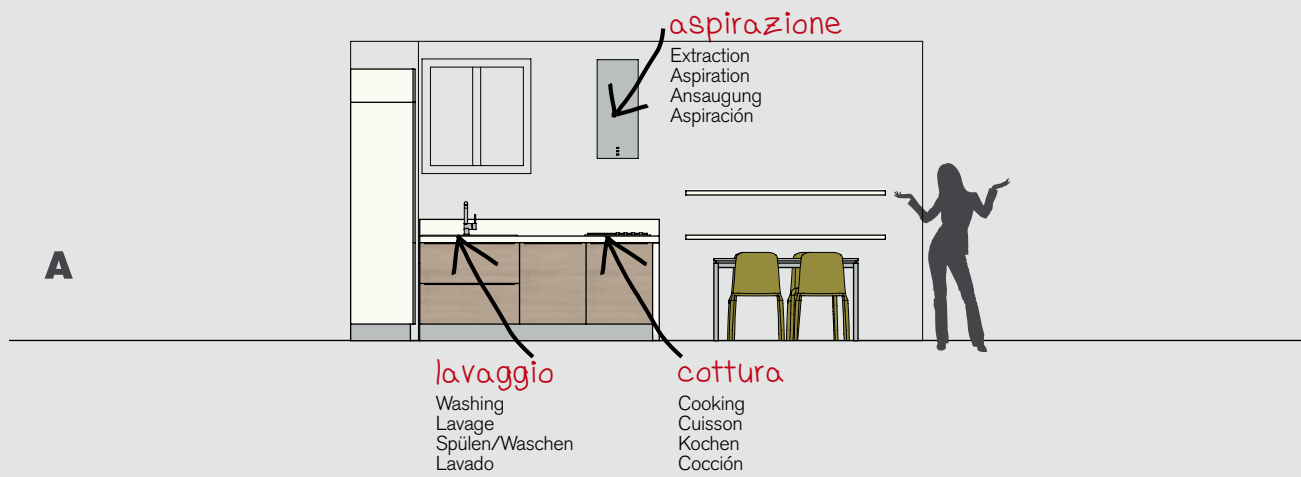 aspirazione
Extraction
Aspiration
Ansaugung
Aspiración
A
lavaggio
Washing
Lavage
Spülen/Waschen
Lavado
cottura
Cooking
Cuisson
Kochen
Cocción